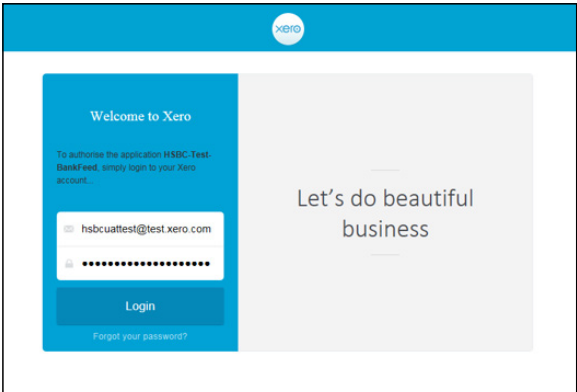 xero
Welcome to Xero
To authorise the application HSBC-Test-
BankFeed, simply login to your Xero
account...
hsbcuattest@test.xero.com
••••••••••••••••••••
Login
Forgot your password?
Let's do beautiful
business